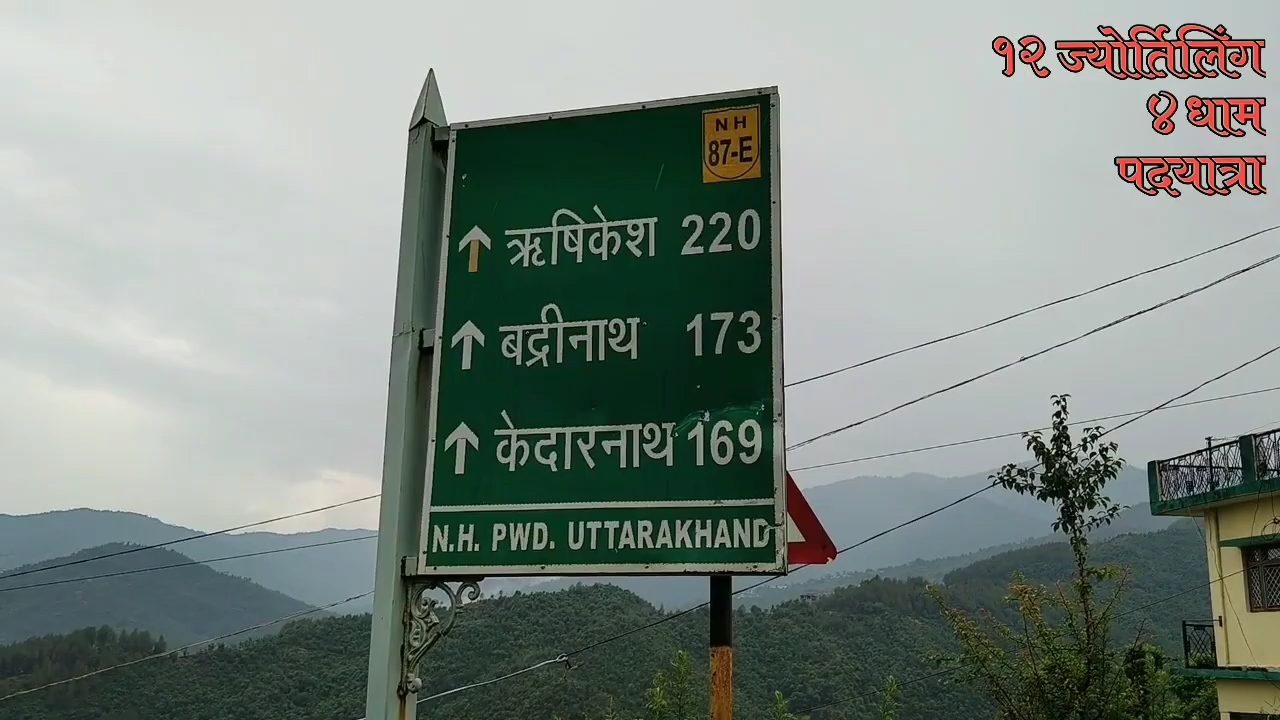 १२ ज्योर्तिलिंग
४ धाम
पदयात्रा
NH
87-E
ऋषिकेश 220
बद्रीनाथ 173
केदारनाथ 169
N.H. PWD. UTTARAKHAND